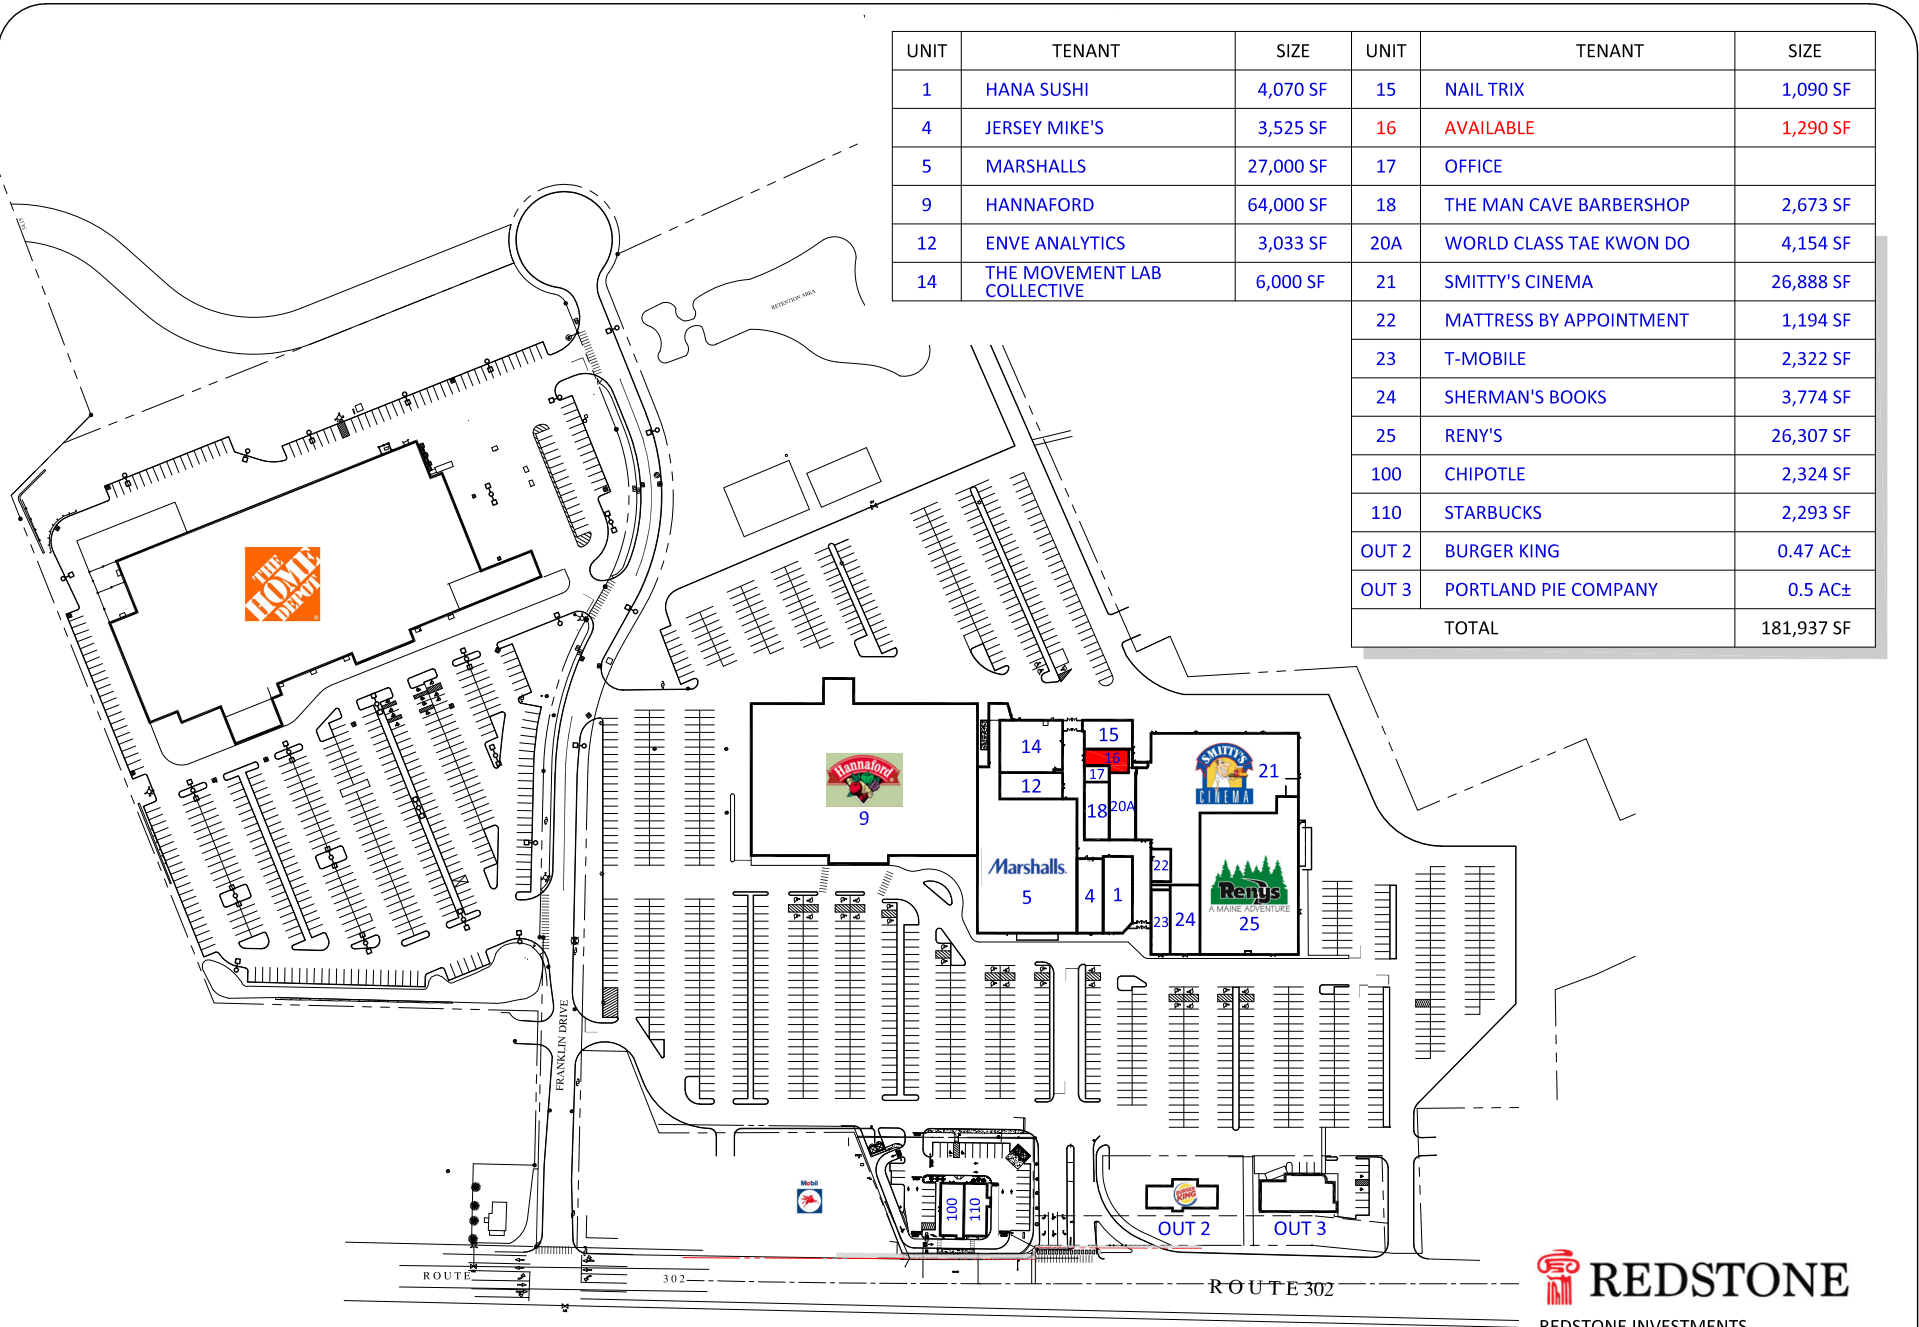 UNIT TENANT SIZE UNIT TENANT SIZE
1 HANA SUSHI 4,070 SF 15 NAIL TRIX 1,090 SF
4 JERSEY MIKE'S 3,525 SF 16 AVAILABLE 1,290 SF
5 MARSHALLS 27,000 SF 17 OFFICE
9 HANNAFORD 64,000 SF 18 THE MAN CAVE BARBERSHOP 2,673 SF
12 ENVE ANALYTICS 3,033 SF 20A WORLD CLASS TAE KWON DO 4,154 SF
14 THE MOVEMENT LAB
COLLECTIVE 6,000 SF 21 SMITTY'S CINEMA 26,888 SF
22 MATTRESS BY APPOINTMENT 1,194 SF
23 T-MOBILE 2,322 SF
24 SHERMAN'S BOOKS 3,774 SF
25 RENY'S 26,307 SF
100 CHIPOTLE 2,324 SF
110 STARBUCKS 2,293 SF
OUT 2 BURGER KING 0.47 AC±
OUT 3 PORTLAND PIE COMPANY 0.5 AC±
TOTAL 181,937 SF
RETENTION AREA
THE
HOME
DEPOT
Hannaford
9
14
12
15
16
17
18
20A
SMITTY'S
CINEMA
21
Marshalls
5
4
1
22
23
24
Renys
A MAINE ADVENTURE
25
FRANKLIN DRIVE
Mobil
100
110
BURGER
KING
OUT 2
OUT 3
ROUTE 302
ROUTE 302
REDSTONE
REDSTONE INVESTMENTS